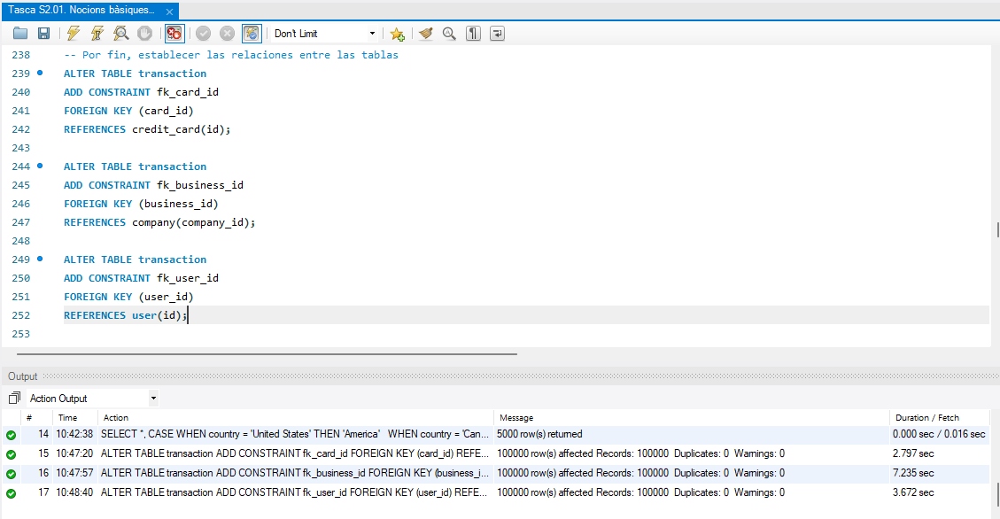 Tasca S2.01. Nocions bàsiques...
Don't Limit
238 -- Por fin, establecer las relaciones entre las tablas
239 ALTER TABLE transaction
240 ADD CONSTRAINT fk_card_id
241 FOREIGN KEY (card_id)
242 REFERENCES credit_card(id);
243
244 ALTER TABLE transaction
245 ADD CONSTRAINT fk_business_id
246 FOREIGN KEY (business_id)
247 REFERENCES company(company_id);
248
249 ALTER TABLE transaction
250 ADD CONSTRAINT fk_user_id
251 FOREIGN KEY (user_id)
252 REFERENCES user(id);
253
Output
Action Output
# Time Action Message Duration / Fetch
14 10:42:38 SELECT *, CASE WHEN country = 'United States' THEN 'America' WHEN country = 'Can... 5000 row(s) returned 0.000 sec / 0.016 sec
15 10:47:20 ALTER TABLE transaction ADD CONSTRAINT fk_card_id FOREIGN KEY (card_id) REFE... 100000 row(s) affected Records: 100000 Duplicates: 0 Warnings: 0 2.797 sec
16 10:47:57 ALTER TABLE transaction ADD CONSTRAINT fk_business_id FOREIGN KEY (business_i... 100000 row(s) affected Records: 100000 Duplicates: 0 Warnings: 0 7.235 sec
17 10:48:40 ALTER TABLE transaction ADD CONSTRAINT fk_user_id FOREIGN KEY (user_id) REFE... 100000 row(s) affected Records: 100000 Duplicates: 0 Warnings: 0 3.672 sec